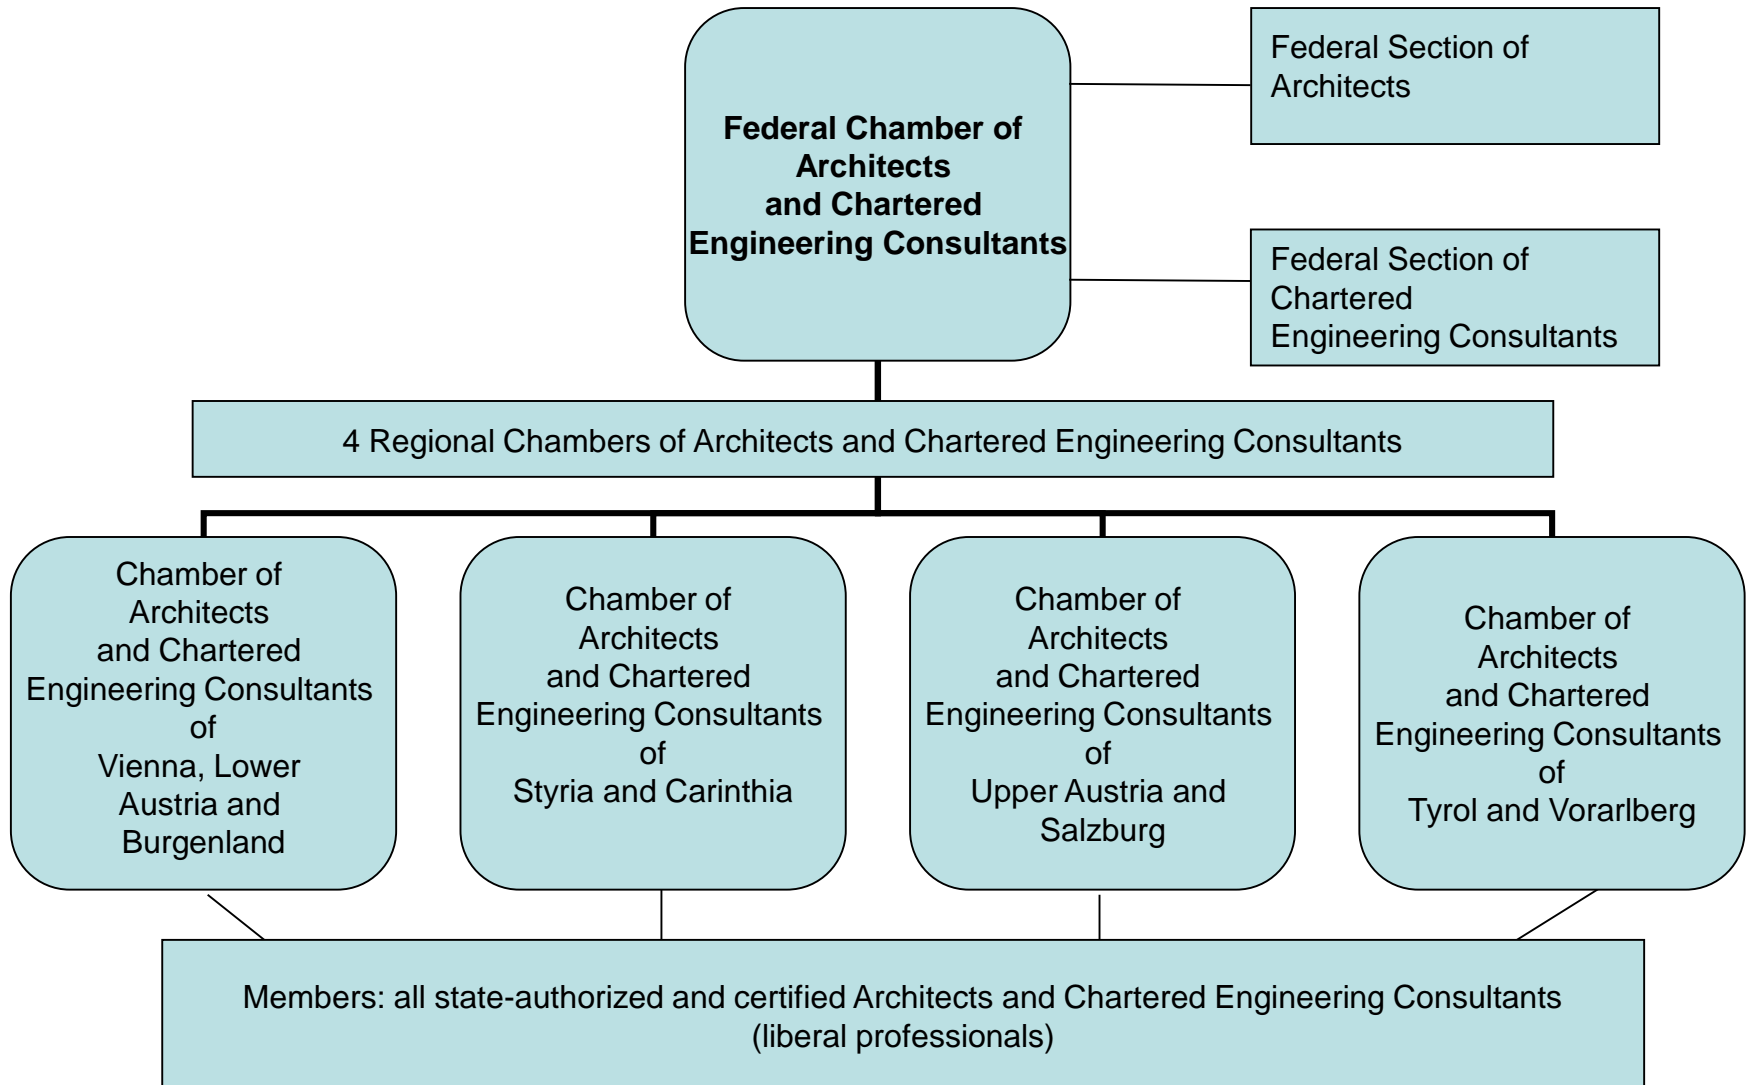 Federal Chamber of
Architects
and Chartered
Engineering Consultants
Federal Section of
Architects
Federal Section of
Chartered
Engineering Consultants
4 Regional Chambers of Architects and Chartered Engineering Consultants
Chamber of
Architects
and Chartered
Engineering Consultants
of
Vienna, Lower
Austria and
Burgenland
Chamber of
Architects
and Chartered
Engineering Consultants
of
Styria and Carinthia
Chamber of
Architects
and Chartered
Engineering Consultants
of
Upper Austria and
Salzburg
Chamber of
Architects
and Chartered
Engineering Consultants
of
Tyrol and Vorarlberg
Members: all state-authorized and certified Architects and Chartered Engineering Consultants
(liberal professionals)